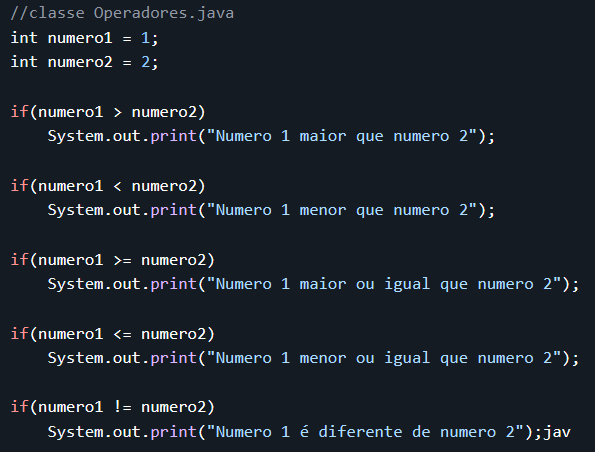 //classe Operadores.java
int numero1 = 1;
int numero2 = 2;

if(numero1 > numero2)
    System.out.print("Numero 1 maior que numero 2");

if(numero1 < numero2)
    System.out.print("Numero 1 menor que numero 2");

if(numero1 >= numero2)
    System.out.print("Numero 1 maior ou igual que numero 2");

if(numero1 <= numero2)
    System.out.print("Numero 1 menor ou igual que numero 2");

if(numero1 != numero2)
    System.out.print("Numero 1 é diferente de numero 2");jav